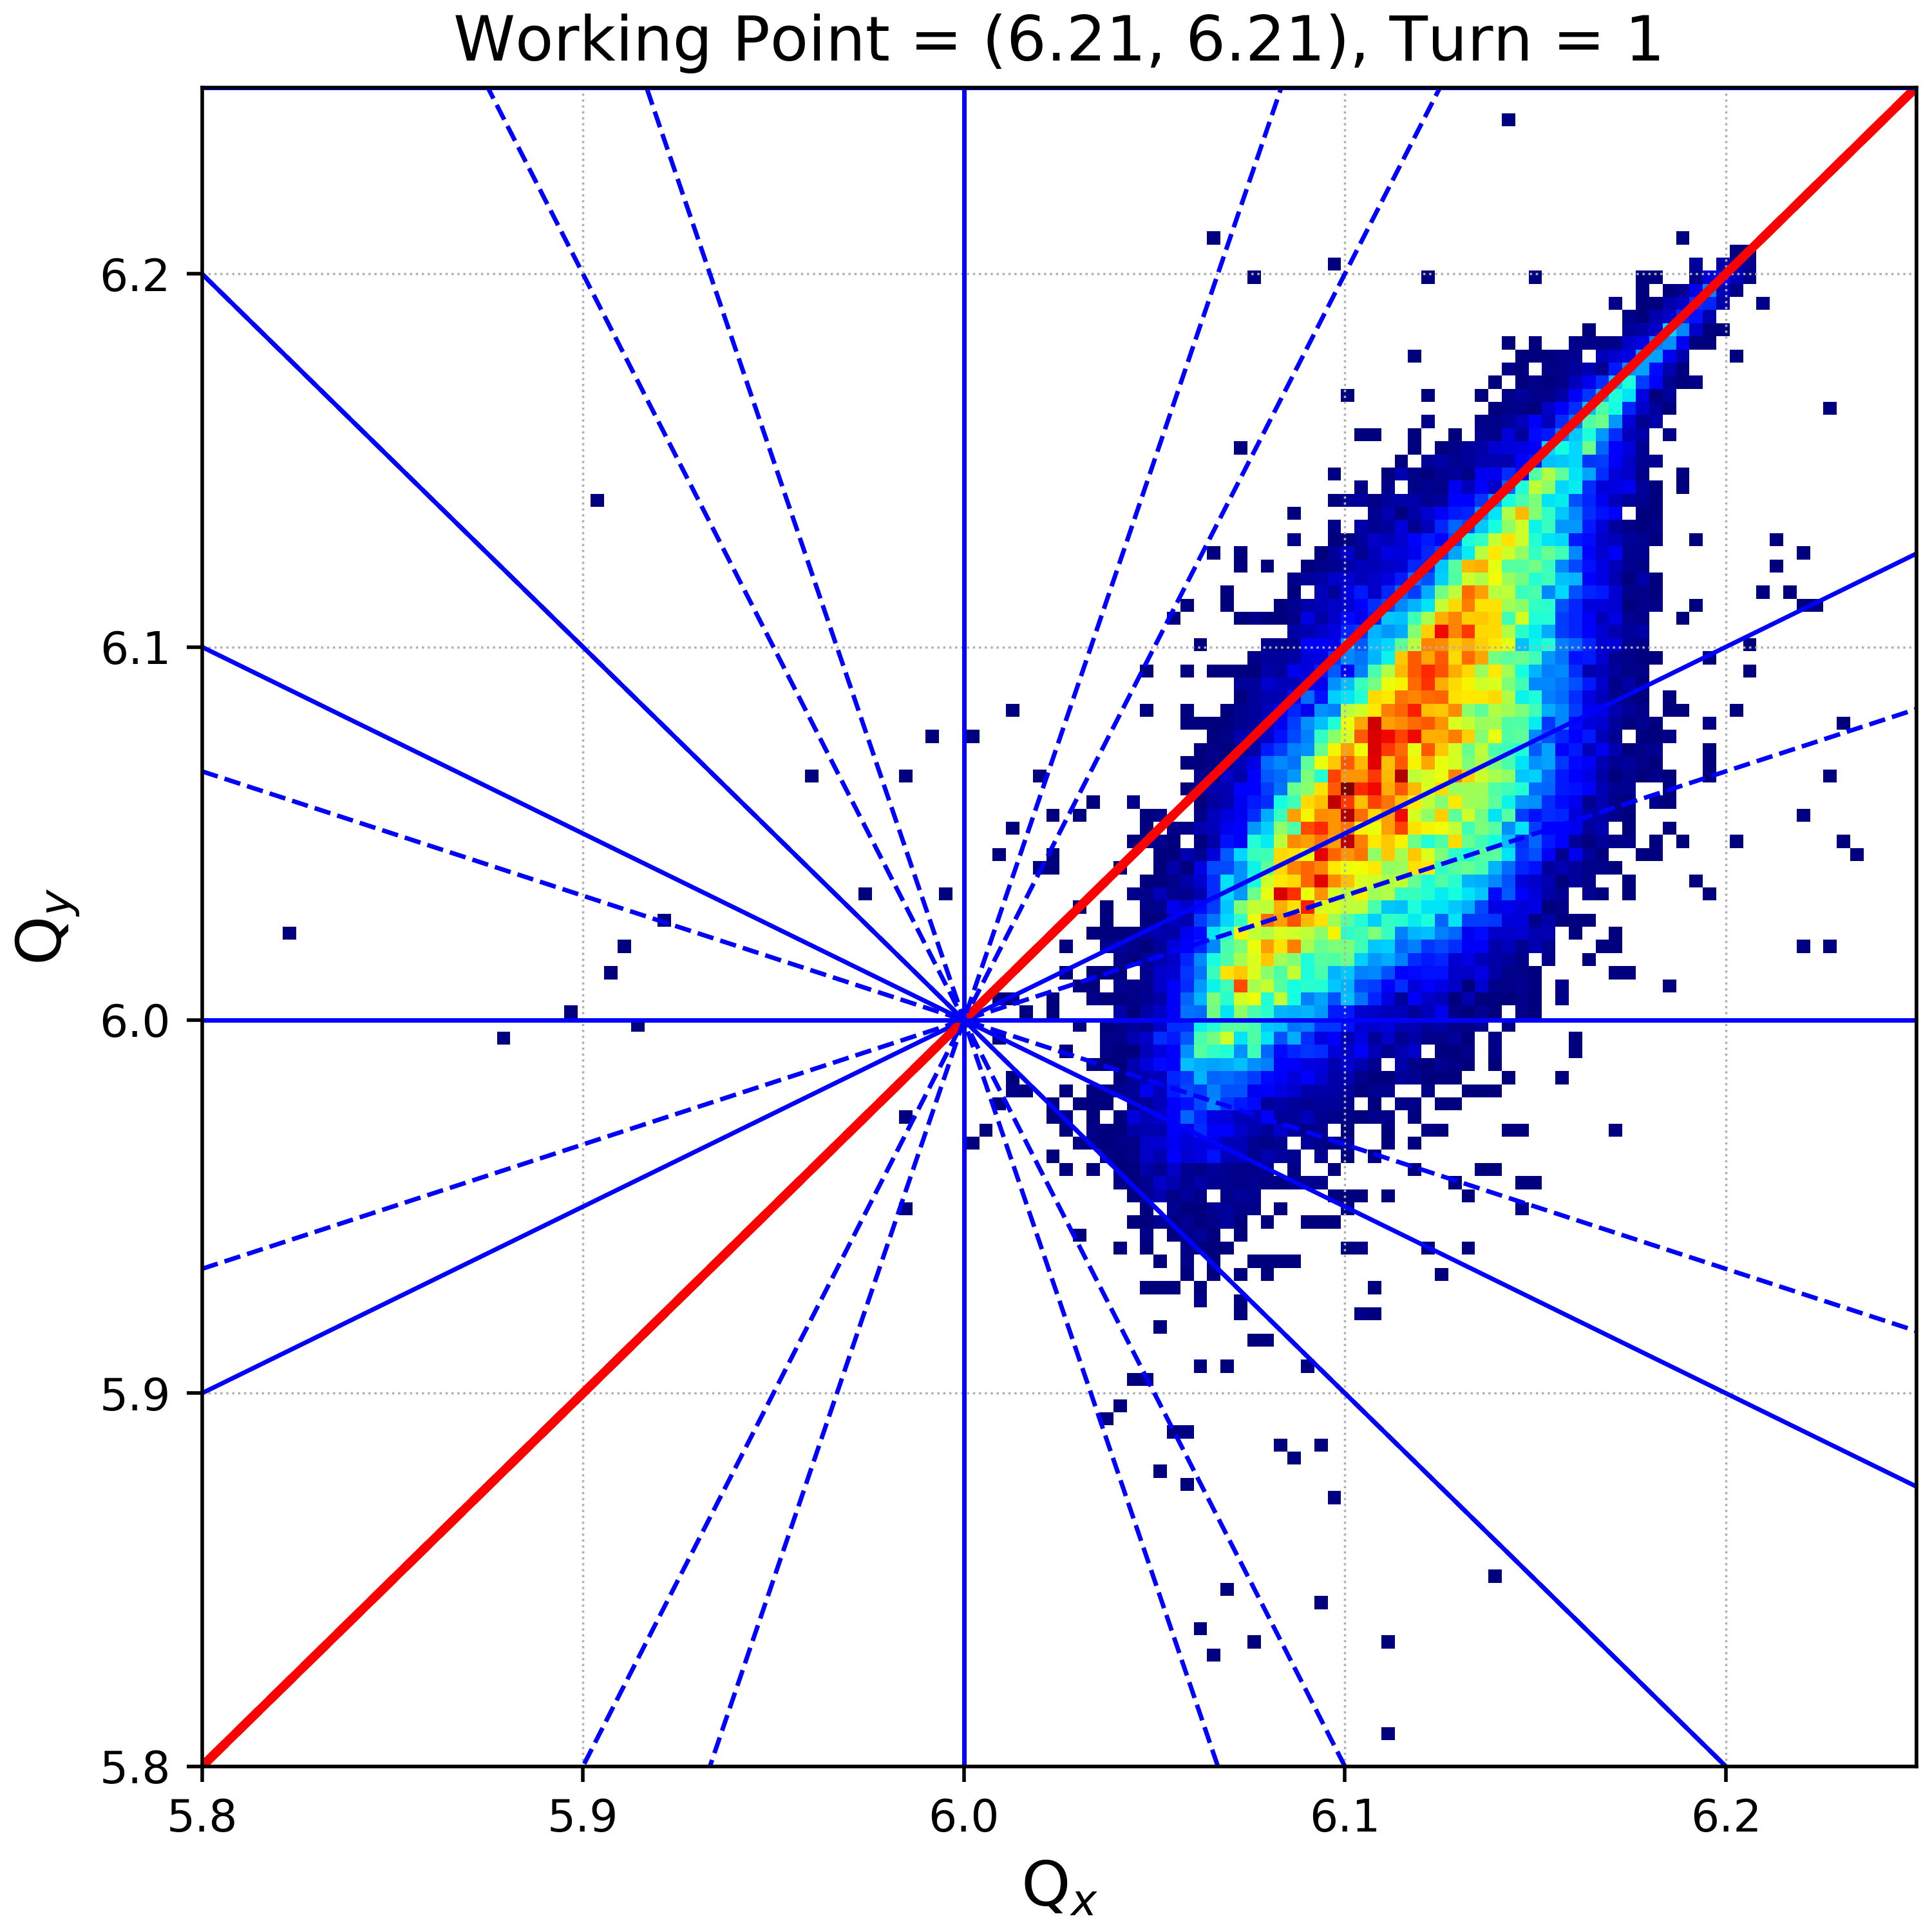 Working Point = (6.21, 6.21), Turn = 1
6.2
6.1
6.0
5.9
5.8
Qy
5.8 5.9 6.0 6.1 6.2
Qx